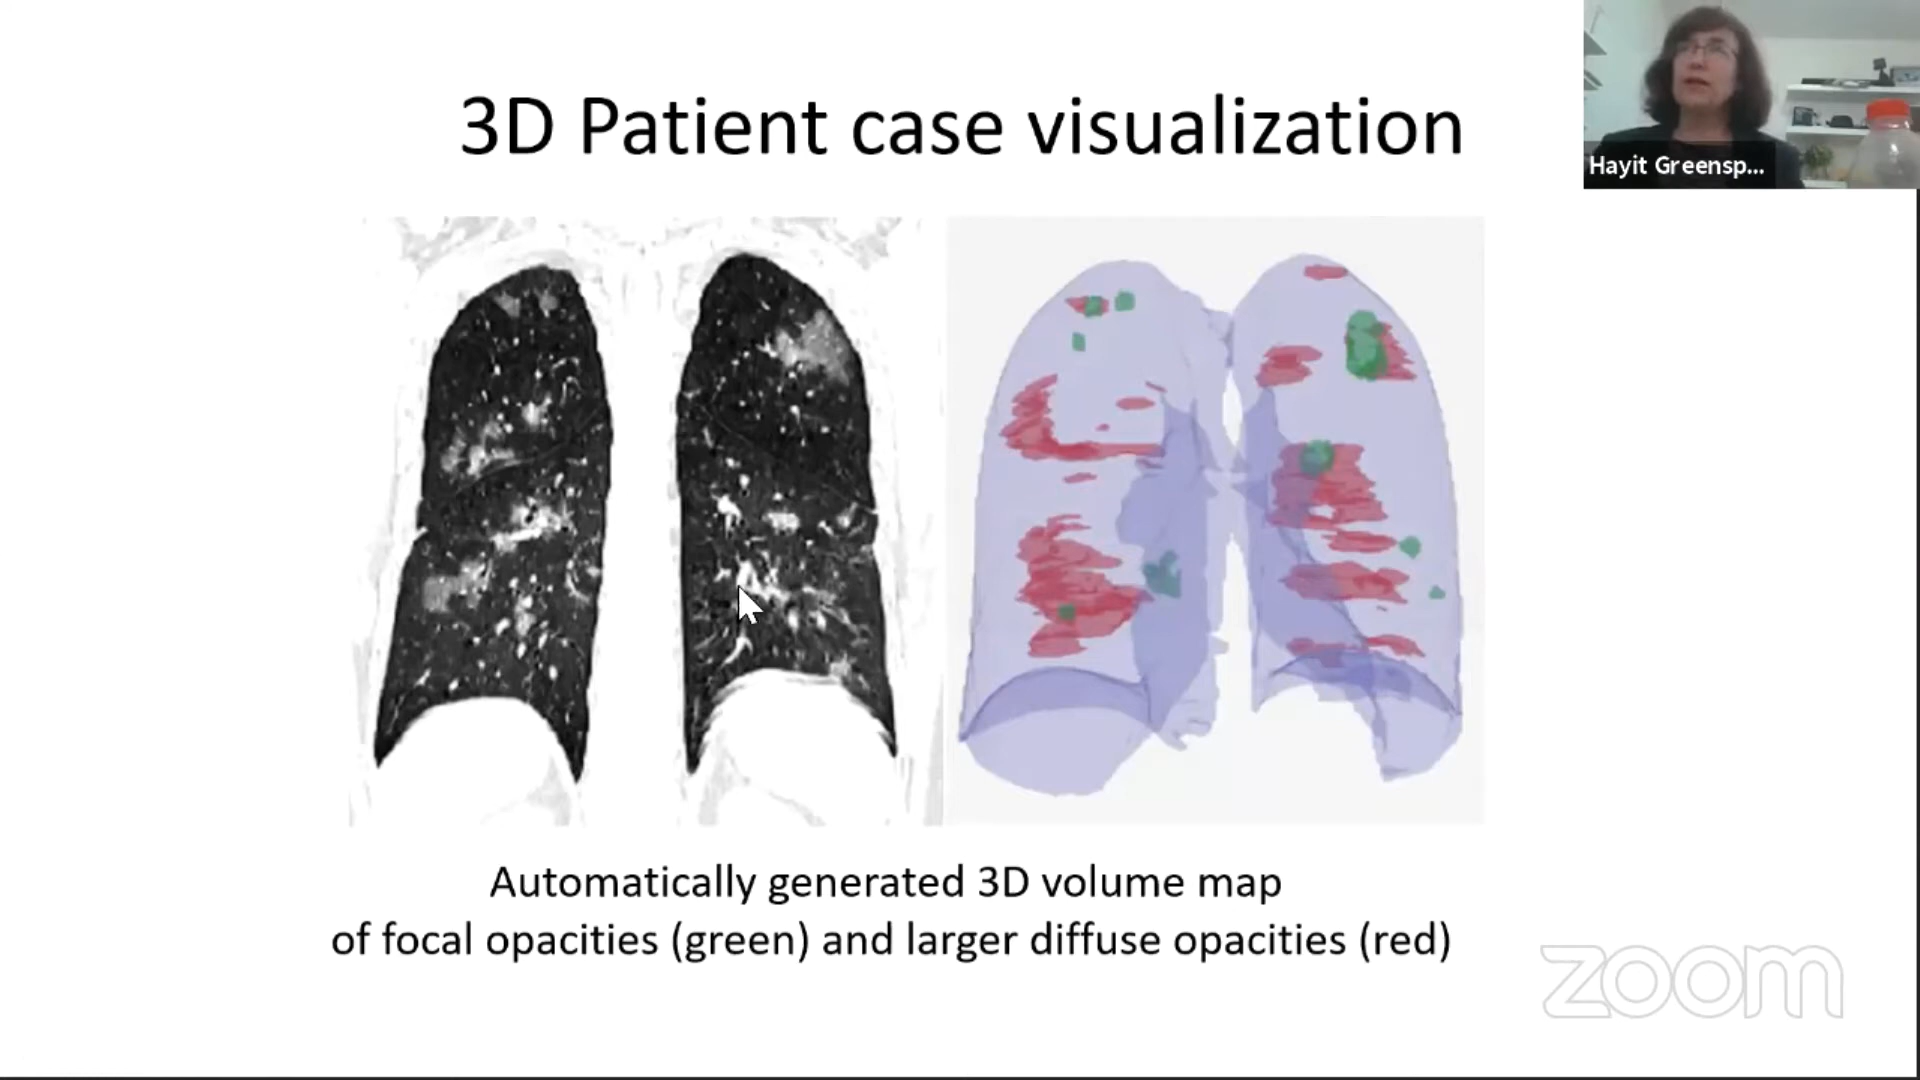 3D Patient case visualization
Hayit Greensp...
Automatically generated 3D volume map
of focal opacities (green) and larger diffuse opacities (red)
zoom